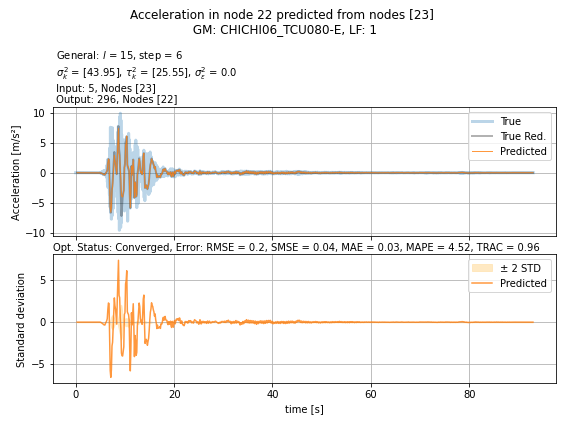 Acceleration in node 22 predicted from nodes [23]
GM: CHICHI06_TCU080-E, LF: 1
General: l = 15, step = 6
σ²ₖ = [43.95], τ²ₖ = [25.55], σ²ε = 0.0
Input: 5, Nodes [23]
Output: 296, Nodes [22]
10
5
0
−5
−10
Acceleration [m/s²]
True
True Red.
Predicted
Opt. Status: Converged, Error: RMSE = 0.2, SMSE = 0.04, MAE = 0.03, MAPE = 4.52, TRAC = 0.96
5
0
−5
Standard deviation
± 2 STD
Predicted
0 20 40 60 80
time [s]